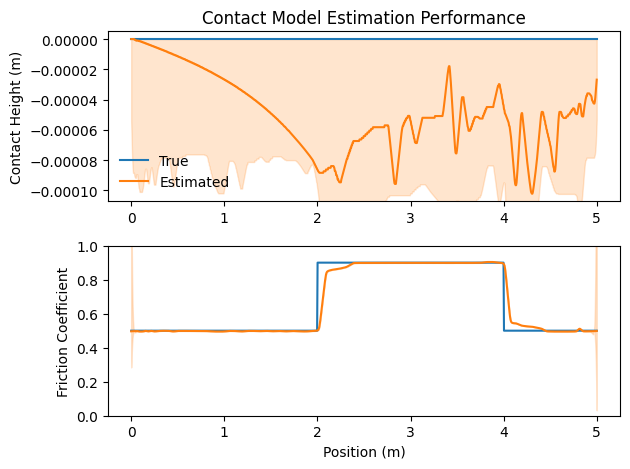 Contact Model Estimation Performance
Contact Height (m)
0.00000
−0.00002
−0.00004
−0.00006
−0.00008
−0.00010
True
Estimated
0 1 2 3 4 5
Friction Coefficient
1.0
0.8
0.6
0.4
0.2
0.0
0 1 2 3 4 5
Position (m)